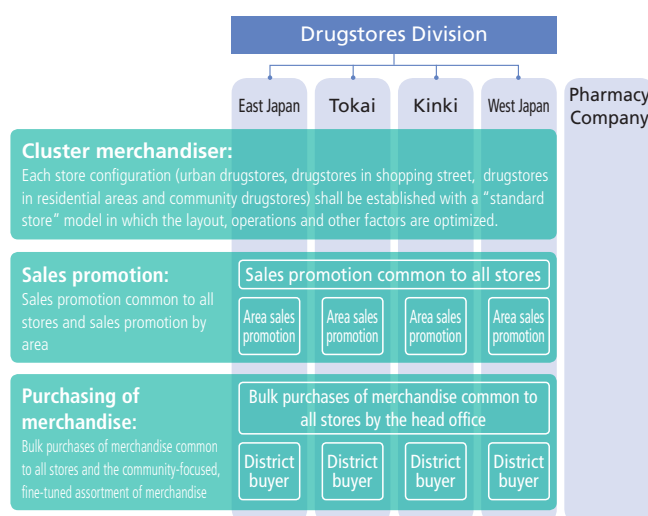 Drugstores Division
East Japan
Tokai
Kinki
West Japan
Pharmacy
Company
Cluster merchandiser:
Each store configuration (urban drugstores, drugstores in shopping street, drugstores
in residential areas and community drugstores) shall be established with a “standard
store” model in which the layout, operations and other factors are optimized.
Sales promotion:
Sales promotion common to all
stores and sales promotion by
area
Sales promotion common to all stores
Area sales
promotion
Area sales
promotion
Area sales
promotion
Area sales
promotion
Purchasing of
merchandise:
Bulk purchases of merchandise common
to all stores and the community-focused,
fine-tuned assortment of merchandise
Bulk purchases of merchandise common to
all stores by the head office
District
buyer
District
buyer
District
buyer
District
buyer